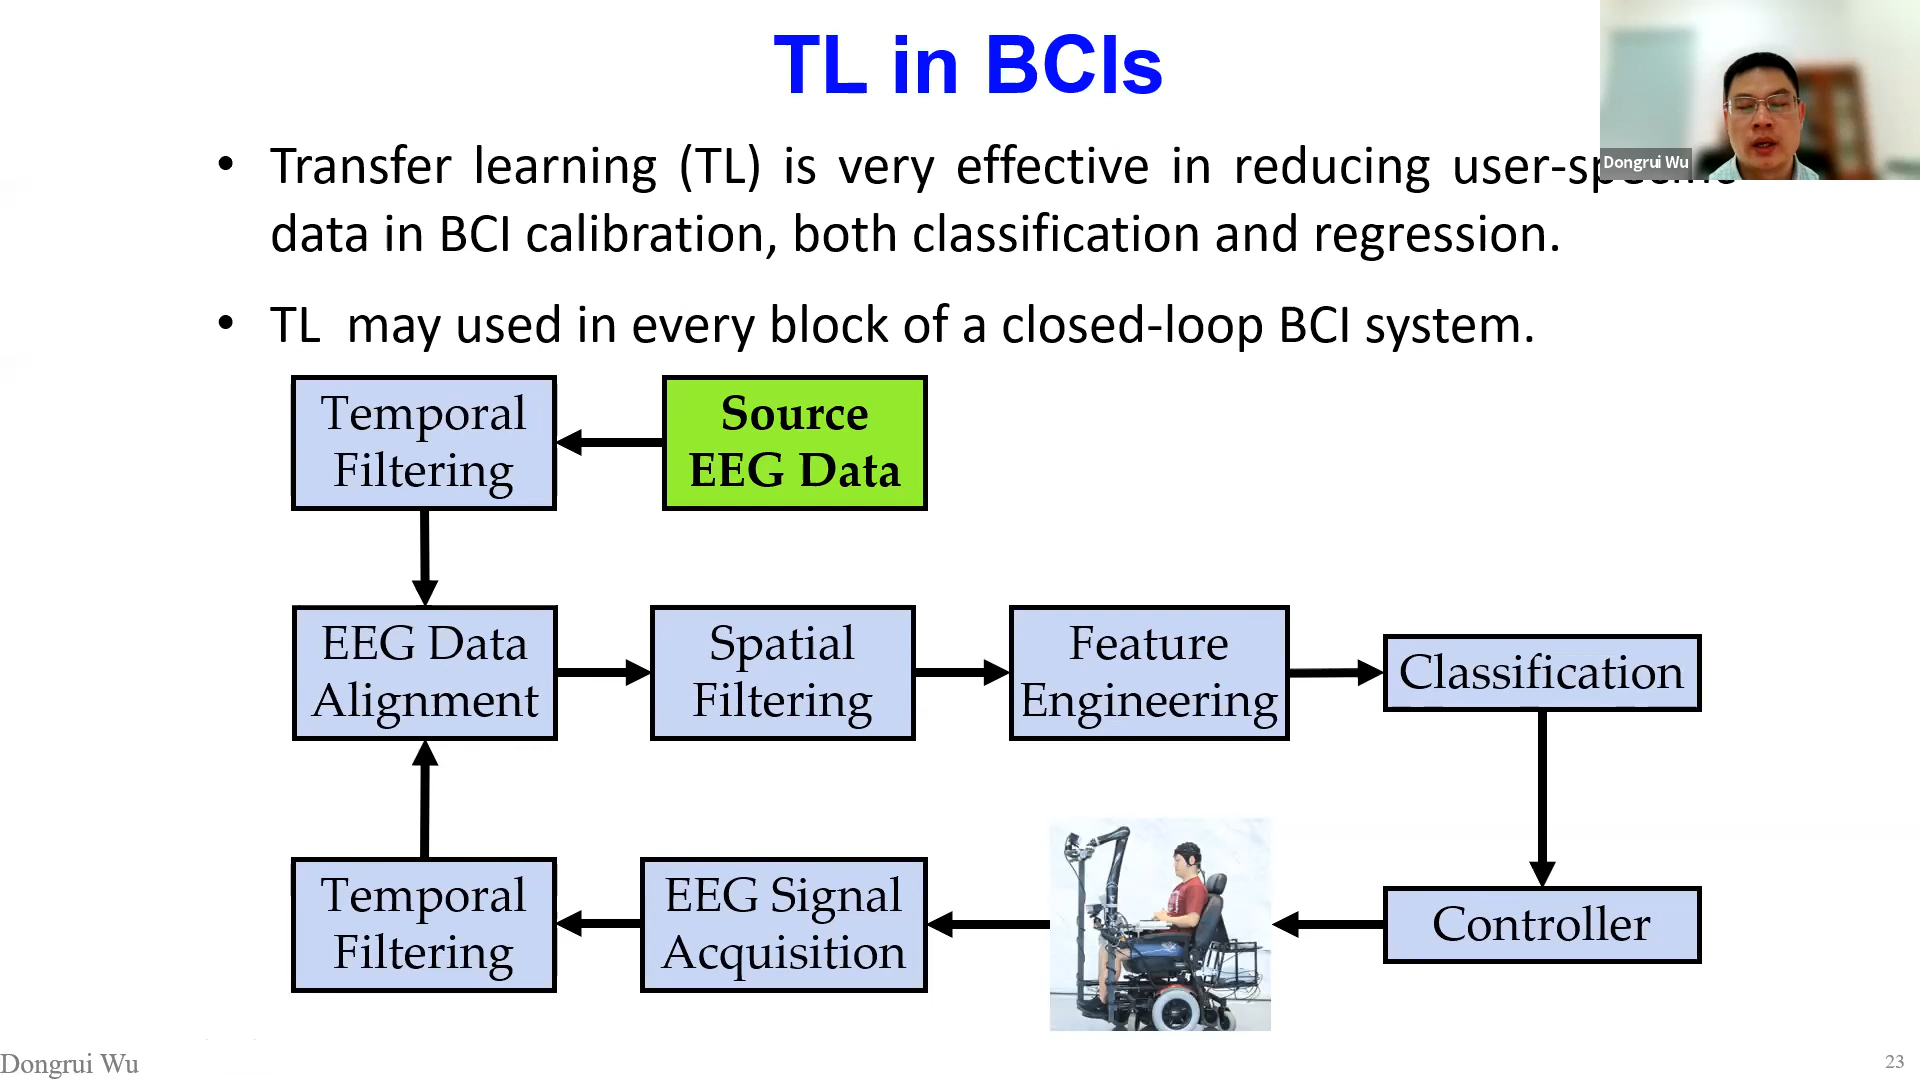 TL in BCIs
Dongrui Wu
• Transfer learning (TL) is very effective in reducing user-specific
data in BCI calibration, both classification and regression.
• TL may used in every block of a closed-loop BCI system.
Temporal
Filtering
Source
EEG Data
EEG Data
Alignment
Spatial
Filtering
Feature
Engineering
Classification
Temporal
Filtering
EEG Signal
Acquisition
Controller
Dongrui Wu
23